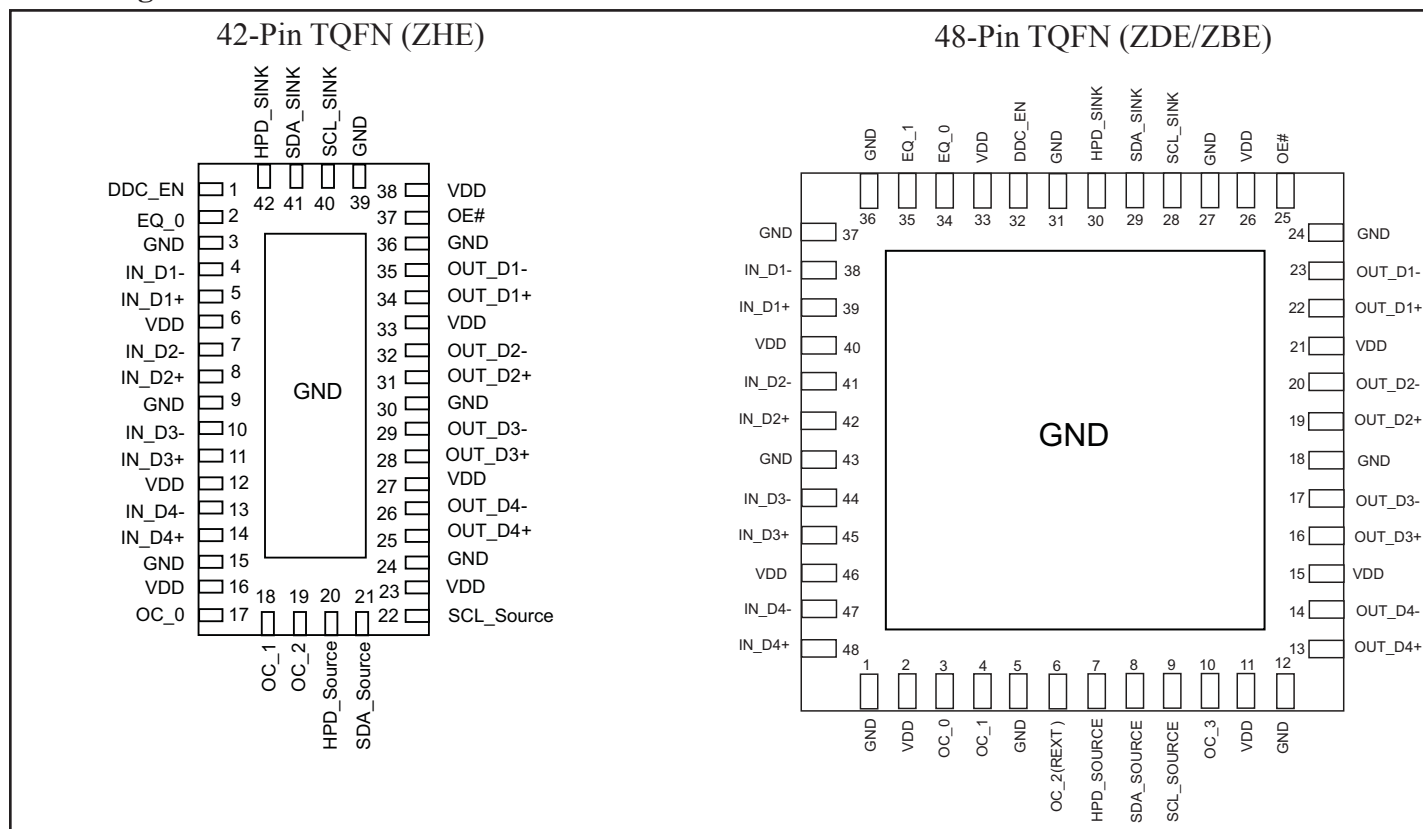 42-Pin TQFN (ZHE)
HPD_SINK
SDA_SINK
SCL_SINK
GND
42 41 40 39
DDC_EN 1
EQ_0 2
GND 3
IN_D1- 4
IN_D1+ 5
VDD 6
IN_D2- 7
IN_D2+ 8
GND 9
IN_D3- 10
IN_D3+ 11
VDD 12
IN_D4- 13
IN_D4+ 14
GND 15
VDD 16
OC_0 17
GND
38 VDD
37 OE#
36 GND
35 OUT_D1-
34 OUT_D1+
33 VDD
32 OUT_D2-
31 OUT_D2+
30 GND
29 OUT_D3-
28 OUT_D3+
27 VDD
26 OUT_D4-
25 OUT_D4+
24 GND
23 VDD
22 SCL_Source
18 19 20 21
OC_1
OC_2
HPD_Source
SDA_Source
48-Pin TQFN (ZDE/ZBE)
GND
EQ_1
EQ_0
VDD
DDC_EN
GND
HPD_SINK
SDA_SINK
SCL_SINK
GND
VDD
OE#
36 35 34 33 32 31 30 29 28 27 26 25
GND 37
IN_D1- 38
IN_D1+ 39
VDD 40
IN_D2- 41
IN_D2+ 42
GND 43
IN_D3- 44
IN_D3+ 45
VDD 46
IN_D4- 47
IN_D4+ 48
GND
24 GND
23 OUT_D1-
22 OUT_D1+
21 VDD
20 OUT_D2-
19 OUT_D2+
18 GND
17 OUT_D3-
16 OUT_D3+
15 VDD
14 OUT_D4-
13 OUT_D4+
1 2 3 4 5 6 7 8 9 10 11 12
GND
VDD
OC_0
OC_1
GND
OC_2(REXT )
HPD_SOURCE
SDA_SOURCE
SCL_SOURCE
OC_3
VDD
GND